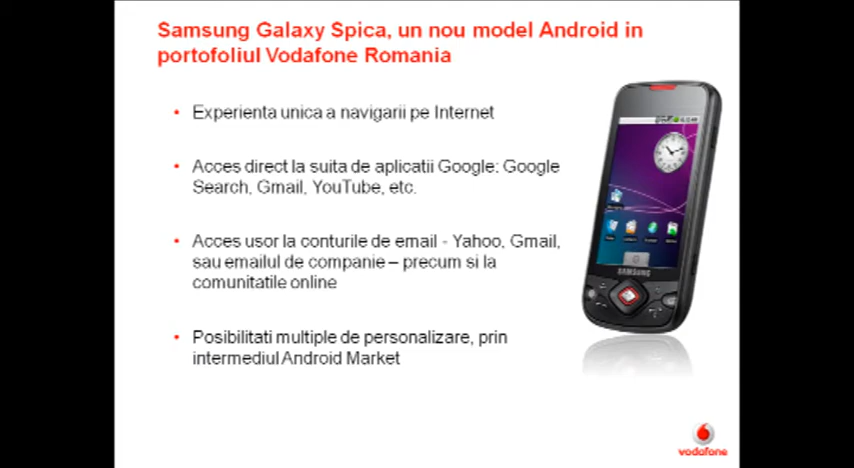 Samsung Galaxy Spica, un nou model Android in
portofoliul Vodafone Romania
• Experienta unica a navigarii pe Internet
• Acces direct la suita de aplicatii Google: Google
Search, Gmail, YouTube, etc.
• Acces usor la conturile de email - Yahoo, Gmail,
sau emailul de companie – precum si la
comunitatile online
• Posibilitati multiple de personalizare, prin
intermediul Android Market
SAMSUNG
vodafone